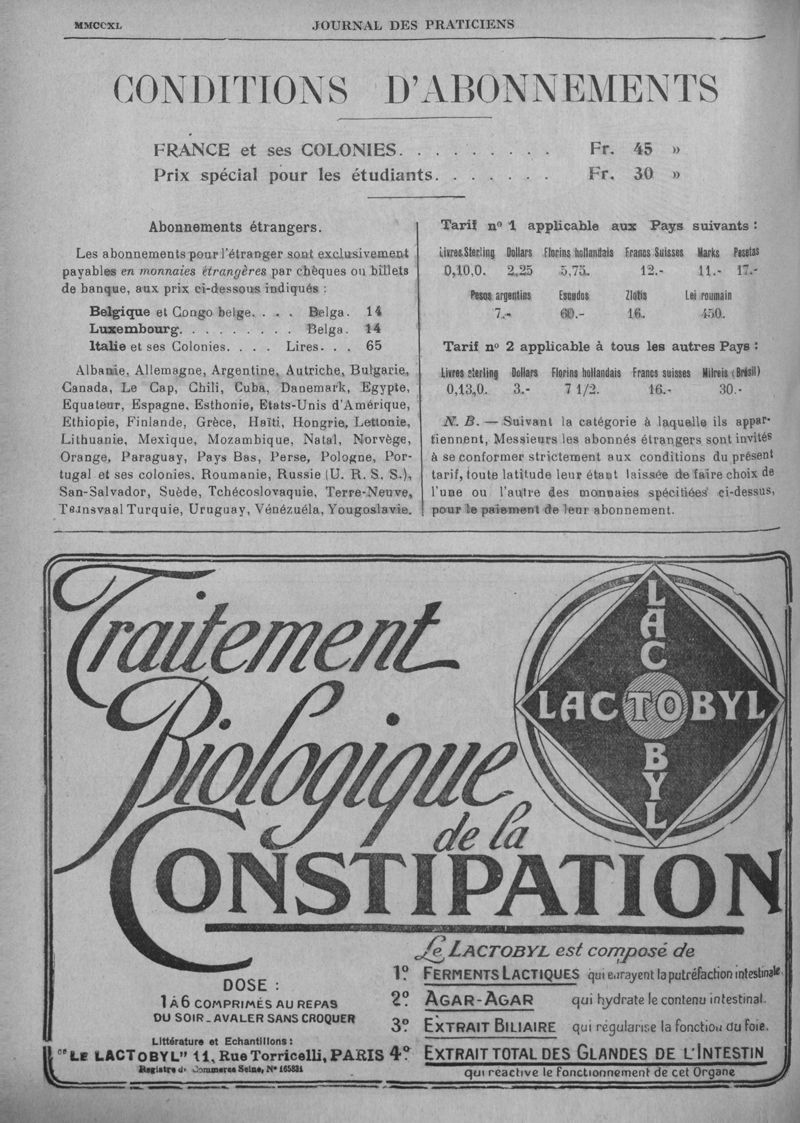 MMCCXL
JOURNAL DES PRATICIENS
CONDITIONS D'ABONNEMENTS
FRANCE et ses COLONIES. . . . . . . . . . Fr. 45 »
Prix spécial pour les étudiants. . . . . . . Fr. 30 »
Abonnements étrangers.
Les abonnements pour l'étranger sont exclusivement
payables en monnaies étrangères par chèques ou billets
de banque, aux prix ci-dessous indiqués :
Belgique et Congo belge. . . . Belga. 14
Luxembourg. . . . . . . . . Belga. 14
Italie et ses Colonies. . . . Lires. . . 65
Albanie, Allemagne, Argentine, Autriche, Bulgarie,
Canada, Le Cap, Chili, Cuba, Danemark, Egypte,
Equateur, Espagne, Esthonie, Etats-Unis d'Amérique,
Ethiopie, Finlande, Grèce, Haïti, Hongrie, Lettonie,
Lithuanie, Mexique, Mozambique, Natal, Norvège,
Orange, Paraguay, Pays Bas, Perse, Pologne, Por-
tugal et ses colonies, Roumanie, Russie (U. R. S. S.),
San-Salvador, Suède, Tchécoslovaquie, Terre-Neuve,
Transvaal Turquie, Uruguay, Vénézuéla, Yougoslavie.
Tarif nº 1 applicable aux Pays suivants :
Livres Sterling Dollars Florins hollandais Francs Suisses Marks Pesetas
0,10,0. 2,25 5,75. 12.- 11.- 17.-
Pesos argentins Escudos Zlotis Lei roumain
7.- 60.- 16. 450.
Tarif nº 2 applicable à tous les autres Pays :
Livres sterling Dollars Florins hollandais Francs suisses Milreis (Brésil)
0,13,0. 3.- 7 1/2. 16.- 30.-
N. B. — Suivant la catégorie à laquelle ils appar-
tiennent, Messieurs les abonnés étrangers sont invités
à se conformer strictement aux conditions du présent
tarif, toute latitude leur étant laissée de faire choix de
l'une ou l'autre des monnaies spécifiées ci-dessus,
pour le paiement de leur abonnement.
Traitement
Biologique
de la
CONSTIPATION
LACTOBYL
LACTOBYL
Le LACTOBYL est composé de
1º FERMENTS LACTIQUES qui enrayent la putréfaction intestinale.
2º AGAR-AGAR qui hydrate le contenu intestinal.
3º EXTRAIT BILIAIRE qui régularise la fonction du Foie.
4º EXTRAIT TOTAL DES GLANDES DE L'INTESTIN
qui réactive le fonctionnement de cet Organe
DOSE :
1 À 6 COMPRIMÉS AU REPAS
DU SOIR - AVALER SANS CROQUER
Littérature et Echantillons :
"LE LACTOBYL" 11, Rue Torricelli, PARIS
Registre du Commerce Seine, Nº 165831